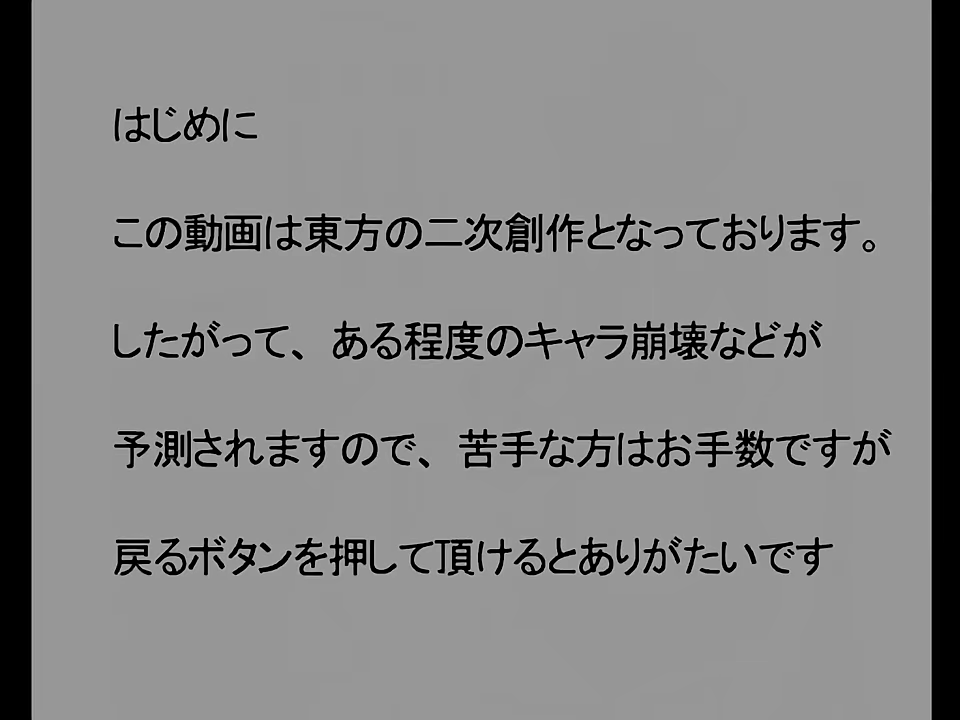 はじめに
この動画は東方の二次創作となっております。
したがって、ある程度のキャラ崩壊などが
予測されますので、苦手な方はお手数ですが
戻るボタンを押して頂けるとありがたいです